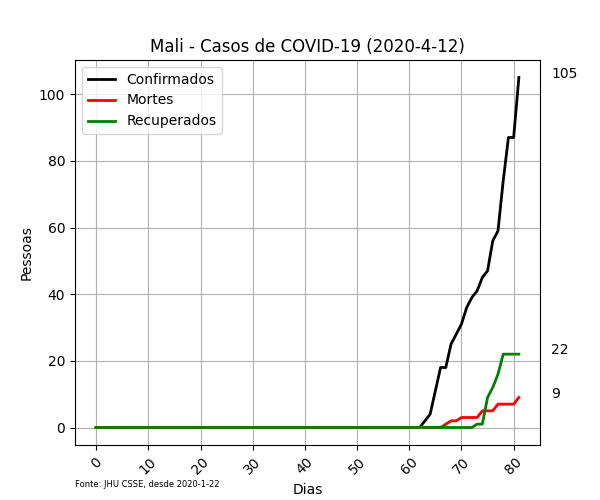 Mali - Casos de COVID-19 (2020-4-12)
Confirmados
Mortes
Recuperados
Pessoas
100
80
60
40
20
0
105
22
9
0 10 20 30 40 50 60 70 80
Dias
Fonte: JHU CSSE, desde 2020-1-22